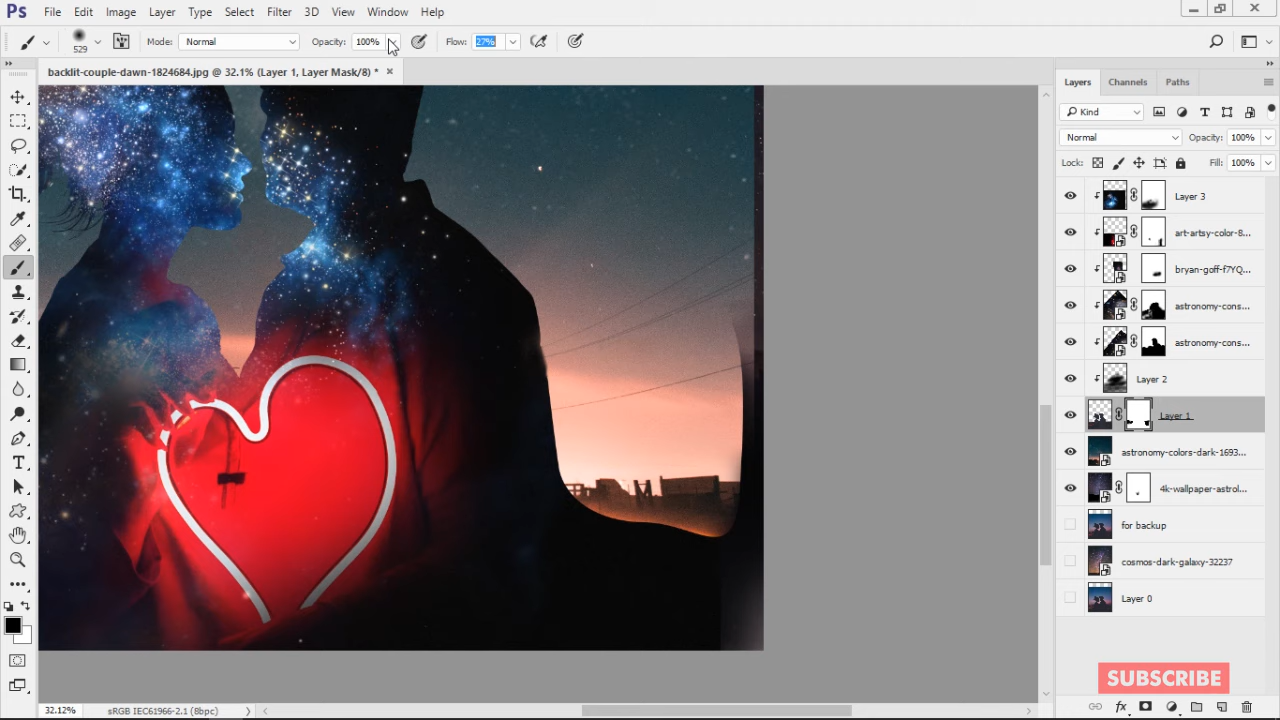 Ps File Edit Image Layer Type Select Filter 3D View Window Help
529 Mode: Normal Opacity: 100% Flow: 27%
backlit-couple-dawn-1824684.jpg @ 32.1% (Layer 1, Layer Mask/8) *
Layers Channels Paths
Kind
Normal Opacity: 100%
Lock: Fill: 100%
Layer 3
art-artsy-color-8...
bryan-goff-f7YQ...
astronomy-cons...
astronomy-cons...
Layer 2
Layer 1
astronomy-colors-dark-1693...
4k-wallpaper-astrol...
for backup
cosmos-dark-galaxy-32237
Layer 0
SUBSCRIBE
32.12% sRGB IEC61966-2.1 (8bpc)